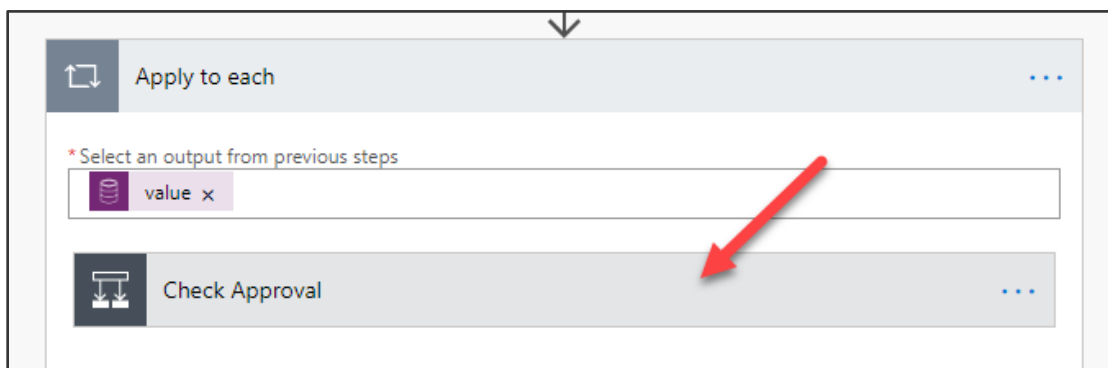 Apply to each
* Select an output from previous steps
value x
Check Approval